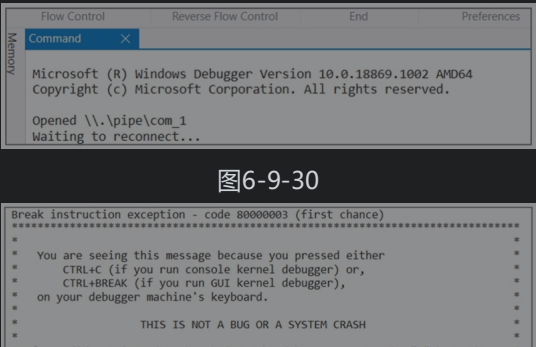 Flow Control Reverse Flow Control End Preferences
Memory
Command ×
Microsoft (R) Windows Debugger Version 10.0.18869.1002 AMD64
Copyright (c) Microsoft Corporation. All rights reserved.
Opened \\.\pipe\com_1
Waiting to reconnect...
图6-9-30
Break instruction exception - code 80000003 (first chance)
*******************************************************************************
* *
* You are seeing this message because you pressed either *
* CTRL+C (if you run console kernel debugger) or, *
* CTRL+BREAK (if you run GUI kernel debugger), *
* on your debugger machine's keyboard. *
* *
* THIS IS NOT A BUG OR A SYSTEM CRASH *
* *